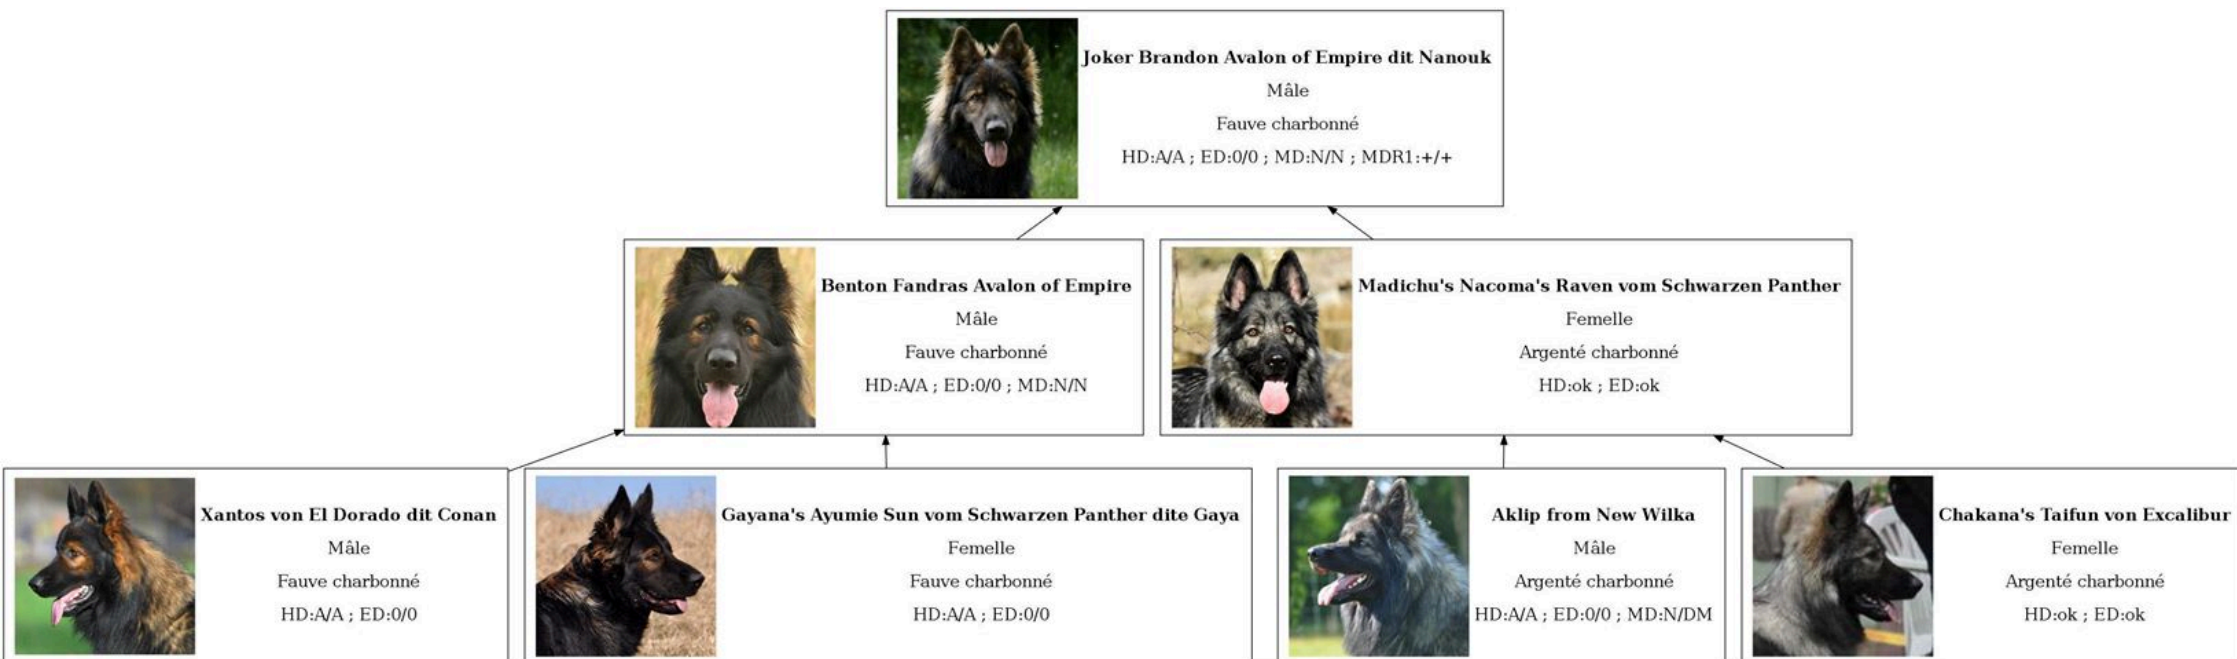 Joker Brandon Avalon of Empire dit Nanouk
Mâle
Fauve charbonné
HD:A/A ; ED:0/0 ; MD:N/N ; MDR1:+/+
Benton Fandras Avalon of Empire
Mâle
Fauve charbonné
HD:A/A ; ED:0/0 ; MD:N/N
Madichu's Nacoma's Raven vom Schwarzen Panther
Femelle
Argenté charbonné
HD:ok ; ED:ok
Xantos von El Dorado dit Conan
Mâle
Fauve charbonné
HD:A/A ; ED:0/0
Gayana's Ayumie Sun vom Schwarzen Panther dite Gaya
Femelle
Fauve charbonné
HD:A/A ; ED:0/0
Aklip from New Wilka
Mâle
Argenté charbonné
HD:A/A ; ED:0/0 ; MD:N/DM
Chakana's Taifun von Excalibur
Femelle
Argenté charbonné
HD:ok ; ED:ok